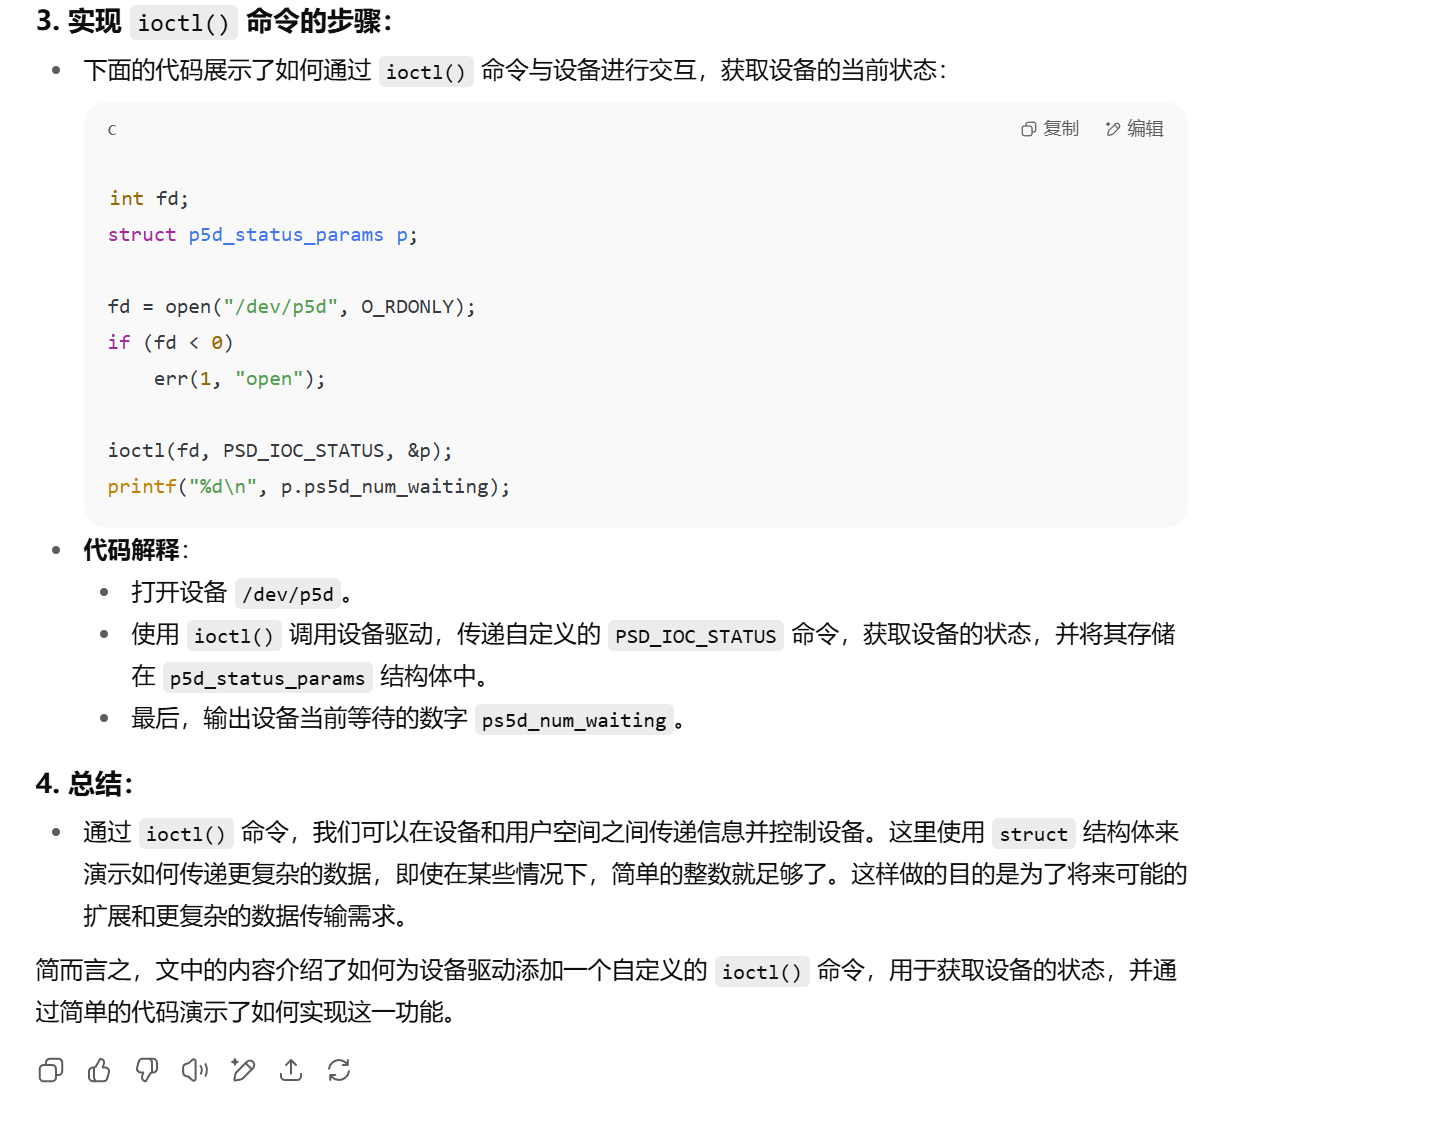 3. 实现 ioctl() 命令的步骤：
下面的代码展示了如何通过 ioctl() 命令与设备进行交互，获取设备的当前状态：
C 复制 编辑
int fd;
struct p5d_status_params p;
fd = open("/dev/p5d", O_RDONLY);
if (fd < 0)
    err(1, "open");
ioctl(fd, PSD_IOC_STATUS, &p);
printf("%d\n", p.ps5d_num_waiting);
代码解释：
打开设备 /dev/p5d。
使用 ioctl() 调用设备驱动，传递自定义的 PSD_IOC_STATUS 命令，获取设备的状态，并将其存储
在 p5d_status_params 结构体中。
最后，输出设备当前等待的数字 ps5d_num_waiting。
4. 总结：
通过 ioctl() 命令，我们可以在设备和用户空间之间传递信息并控制设备。这里使用 struct 结构体来
演示如何传递更复杂的数据，即使在某些情况下，简单的整数就足够了。这样做的目的是为了将来可能的
扩展和更复杂的数据传输需求。
简而言之，文中的内容介绍了如何为设备驱动添加一个自定义的 ioctl() 命令，用于获取设备的状态，并通
过简单的代码演示了如何实现这一功能。